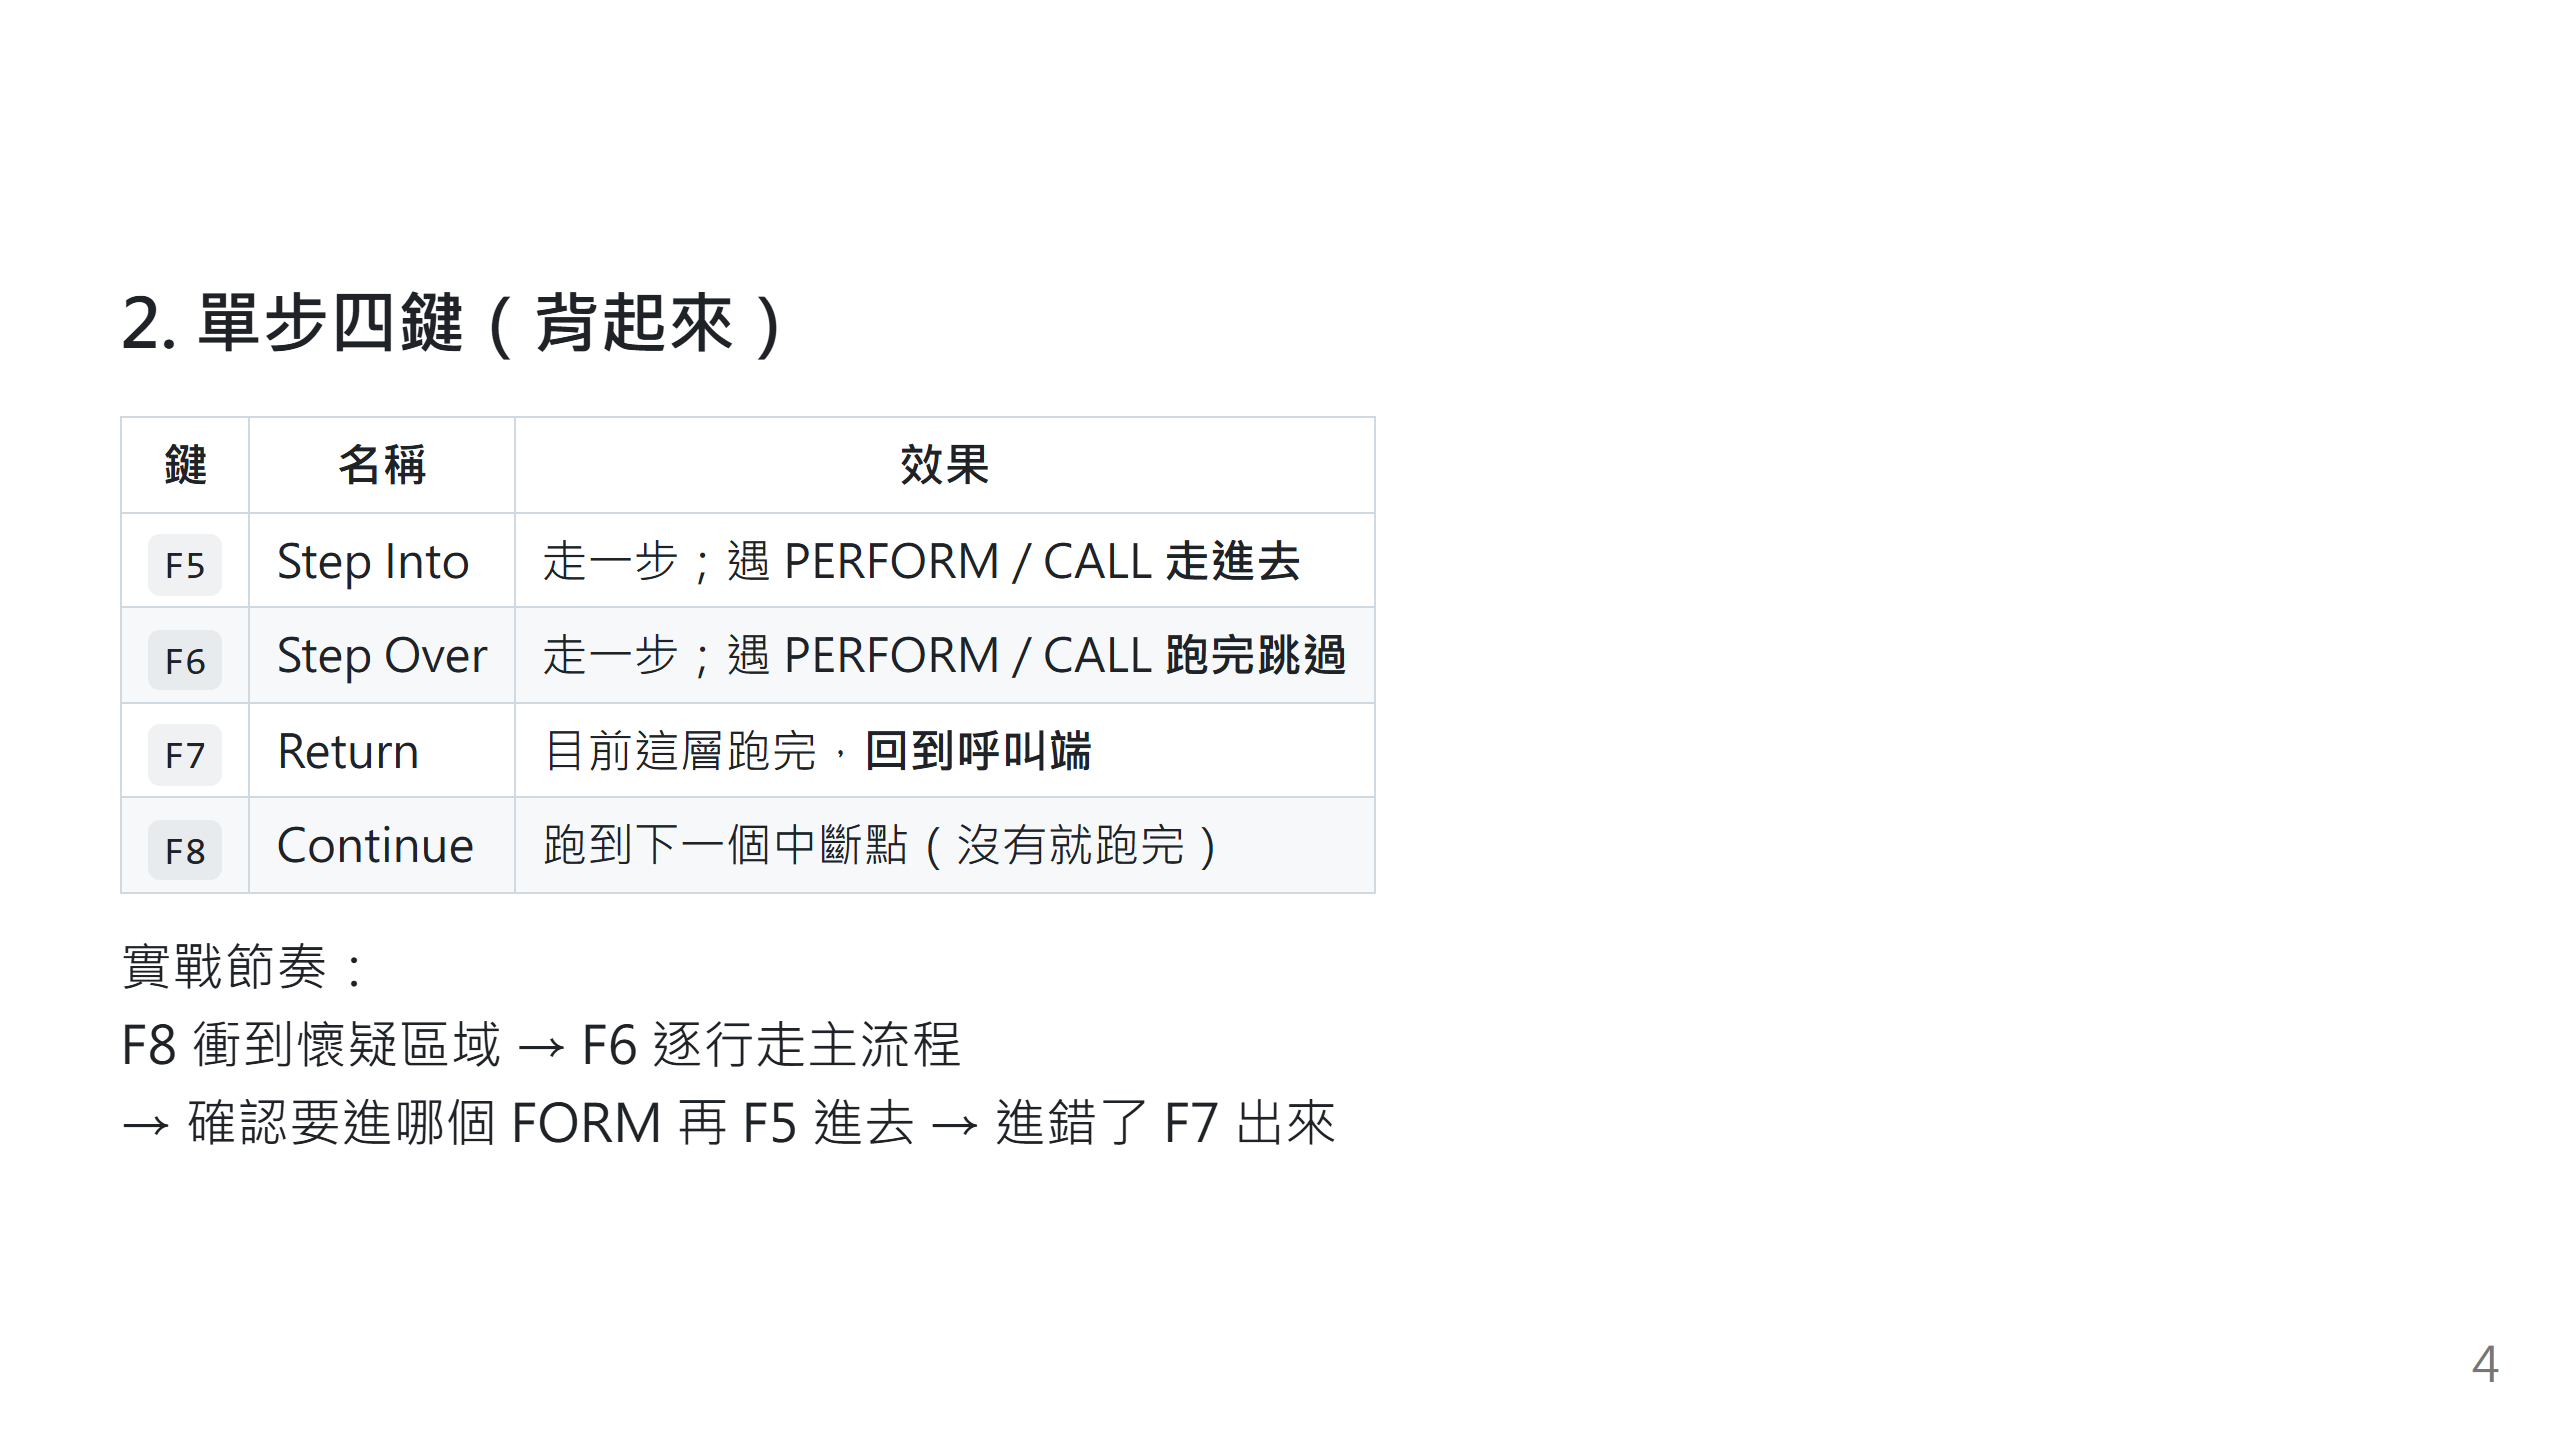 2. 單步四鍵（背起來）
鍵 名稱 效果
F5 Step Into 走一步；遇 PERFORM / CALL 走進去
F6 Step Over 走一步；遇 PERFORM / CALL 跑完跳過
F7 Return 目前這層跑完，回到呼叫端
F8 Continue 跑到下一個中斷點（沒有就跑完）
實戰節奏：
F8 衝到懷疑區域 → F6 逐行走主流程
→ 確認要進哪個 FORM 再 F5 進去 → 進錯了 F7 出來
4